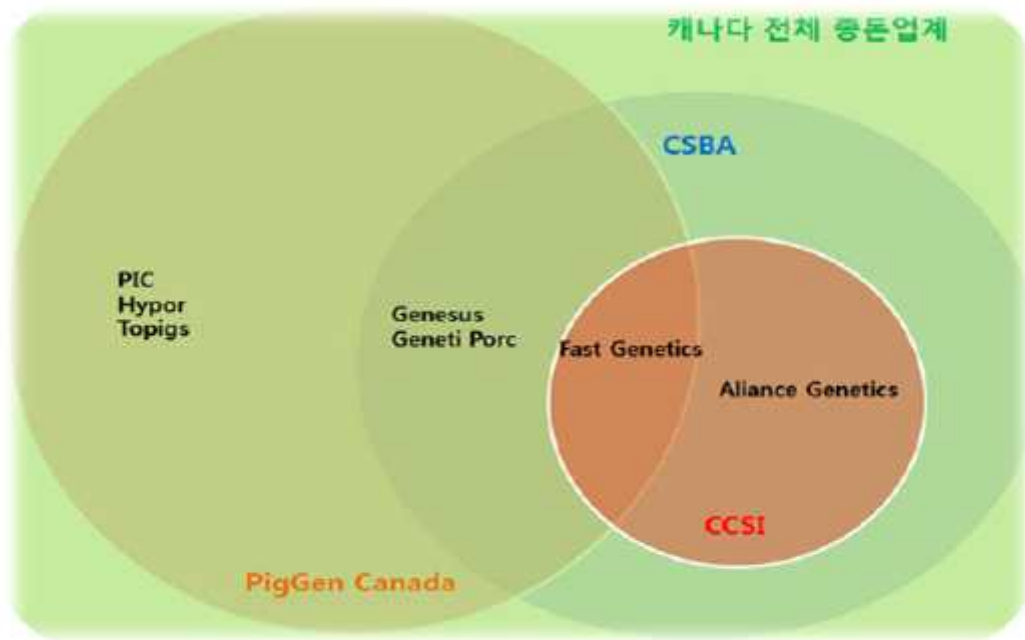 캐나다 전체 종돈업계
CSBA
PIC
Hypor
Topigs
Genesus
Geneti Porc
Fast Genetics
Aliance Genetics
CCSI
PigGen Canada